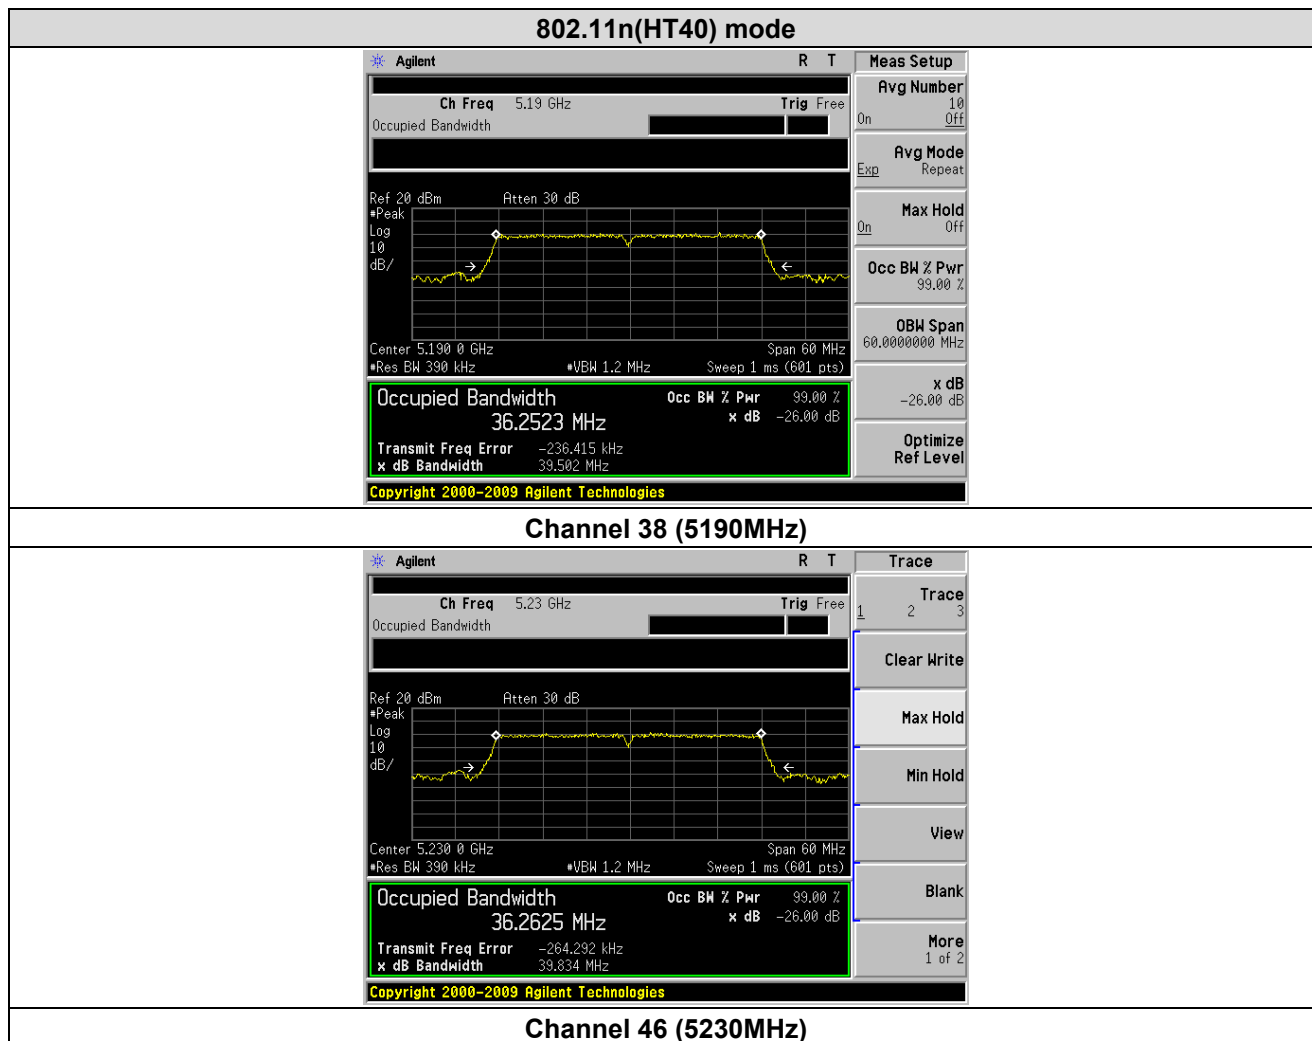 802.11n(HT40) mode
Agilent R T Meas Setup
Ch Freq 5.19 GHz Trig Free
Occupied Bandwidth
Avg Number
10
On Off
Avg Mode
Exp Repeat
Max Hold
On Off
Occ BW % Pwr
99.00 %
OBW Span
60.0000000 MHz
x dB
-26.00 dB
Optimize
Ref Level
Ref 20 dBm Atten 30 dB
#Peak
Log
10
dB/
Center 5.190 0 GHz Span 60 MHz
#Res BW 390 kHz #VBW 1.2 MHz Sweep 1 ms (601 pts)
Occupied Bandwidth Occ BW % Pwr 99.00 %
36.2523 MHz x dB -26.00 dB
Transmit Freq Error -236.415 kHz
x dB Bandwidth 39.502 MHz
Copyright 2000-2009 Agilent Technologies
Channel 38 (5190MHz)
Agilent R T Trace
Ch Freq 5.23 GHz Trig Free
Occupied Bandwidth
Trace
1 2 3
Clear Write
Max Hold
Min Hold
View
Blank
More
1 of 2
Ref 20 dBm Atten 30 dB
#Peak
Log
10
dB/
Center 5.230 0 GHz Span 60 MHz
#Res BW 390 kHz #VBW 1.2 MHz Sweep 1 ms (601 pts)
Occupied Bandwidth Occ BW % Pwr 99.00 %
36.2625 MHz x dB -26.00 dB
Transmit Freq Error -264.292 kHz
x dB Bandwidth 39.834 MHz
Copyright 2000-2009 Agilent Technologies
Channel 46 (5230MHz)